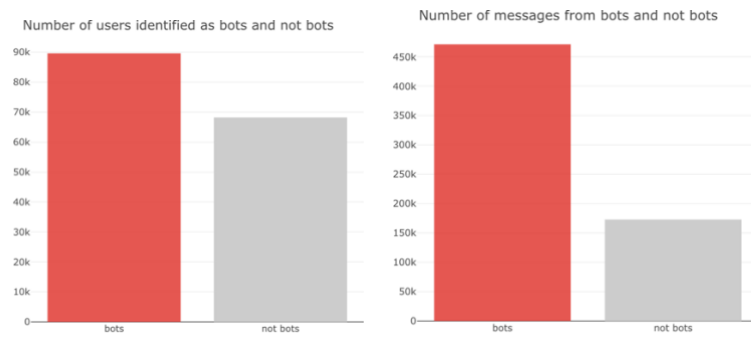 Number of users identified as bots and not bots
90k
80k
70k
60k
50k
40k
30k
20k
10k
0
bots not bots
Number of messages from bots and not bots
450k
400k
350k
300k
250k
200k
150k
100k
50k
0
bots not bots